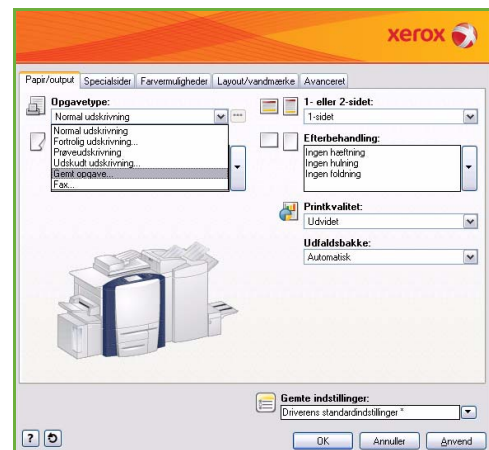 xerox
Papir/output Specialsider Farvemuligheder Layout/vandmærke Avanceret
Opgavetype:
Normal udskrivning
Normal udskrivning
Fortrolig udskrivning...
Prøveudskrivning
Udskudt udskrivning...
Gemt opgave...
Fax...
1- eller 2-sidet:
1-sidet
Efterbehandling:
Ingen hæftning
Ingen hulning
Ingen foldning
Printkvalitet:
Udvidet
Udfaldsbakke:
Automatisk
Gemte indstillinger:
Driverens standardindstillinger *
? OK Annuller Anvend